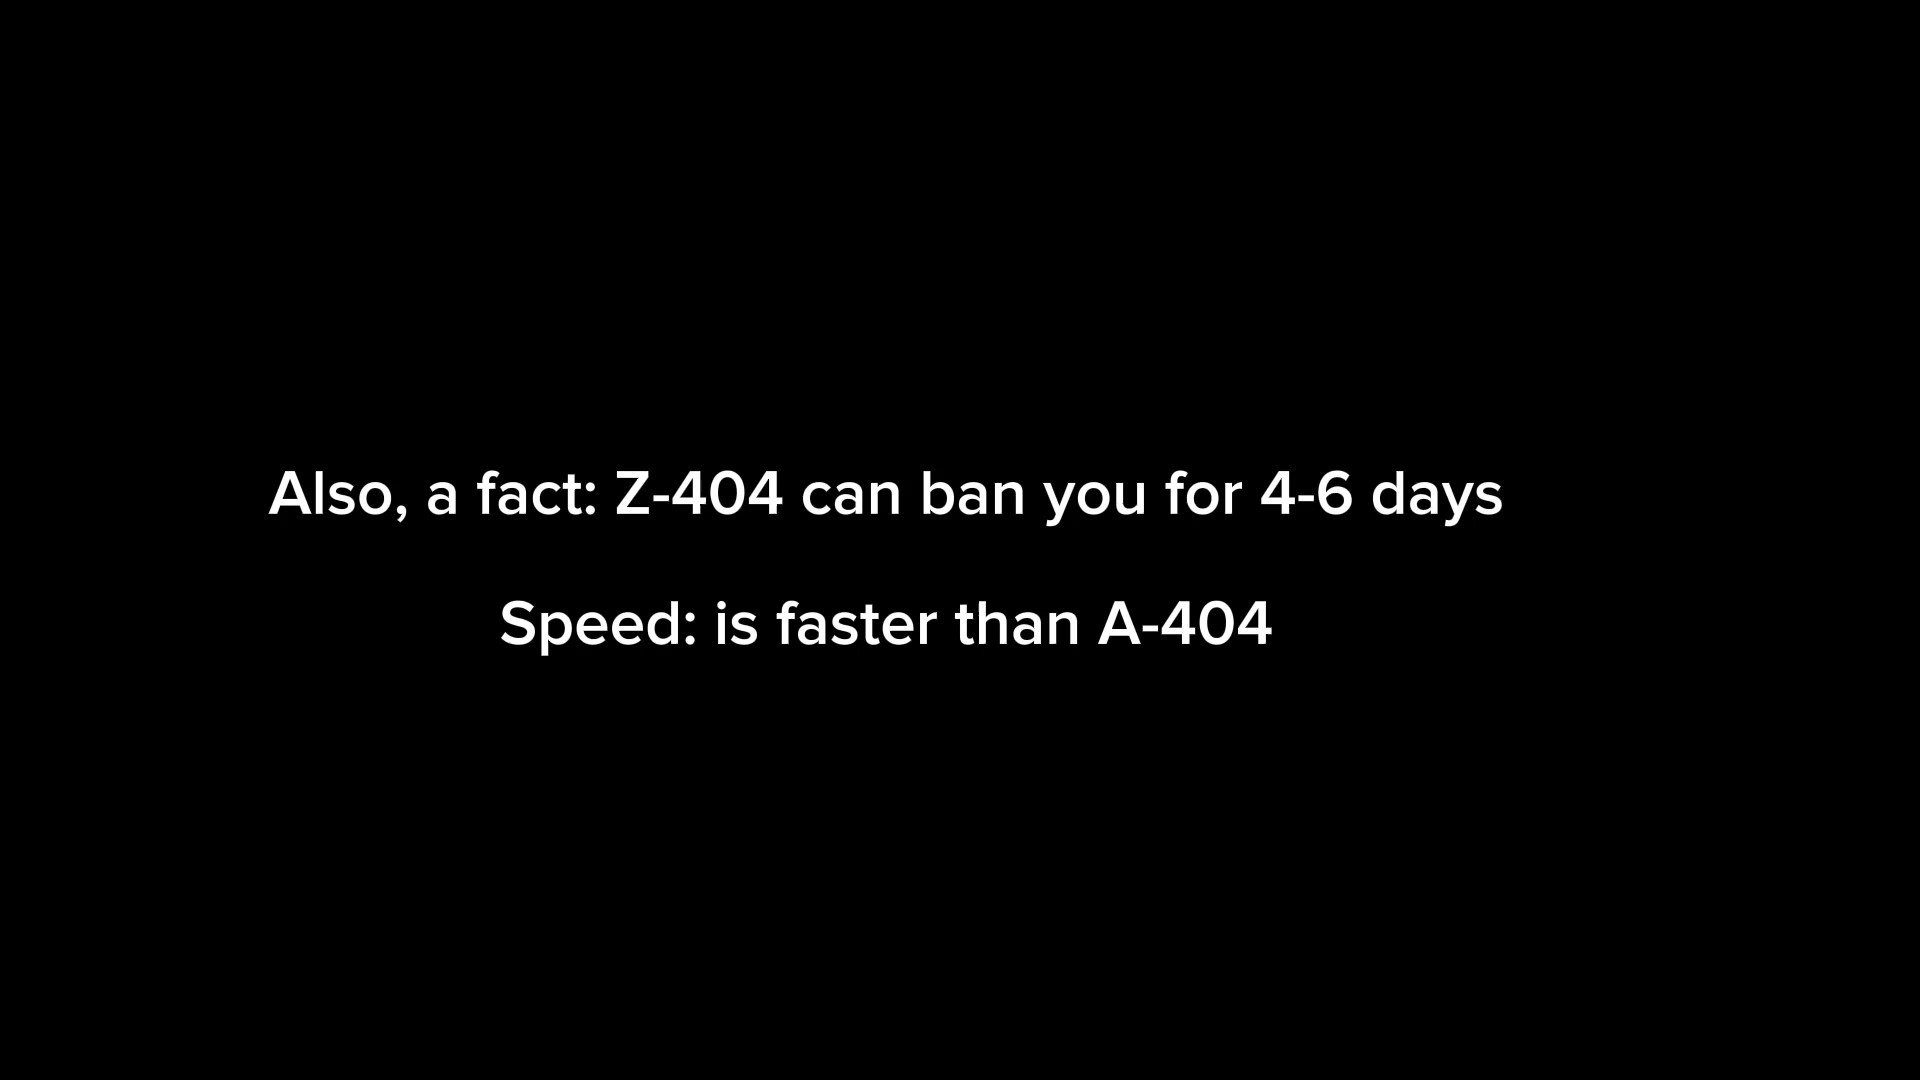 Also, a fact: Z-404 can ban you for 4-6 days
Speed: is faster than A-404